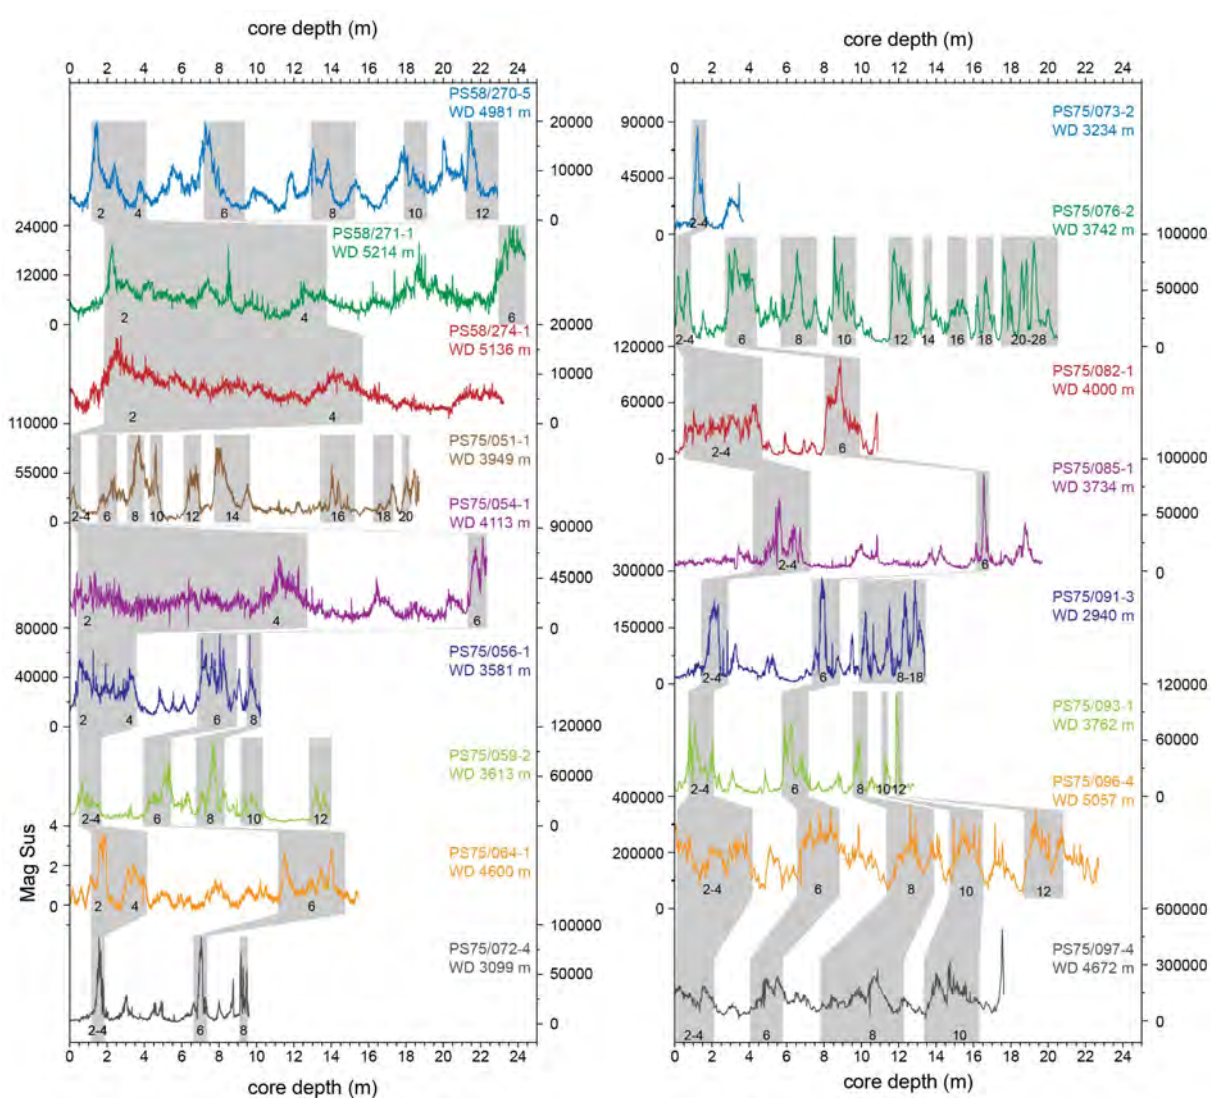 core depth (m)
0 2 4 6 8 10 12 14 16 18 20 22 24
PS58/270-5
WD 4981 m
20000
10000
0
2 4 6 8 10 12
24000
12000
0
PS58/271-1
WD 5214 m
2 4 6
20000
10000
0
PS58/274-1
WD 5136 m
2 4
110000
55000
0
PS75/051-1
WD 3949 m
2-4 6 8 10 12 14 16 18 20
PS75/054-1
WD 4113 m
90000
45000
0
2 4 6
80000
40000
0
PS75/056-1
WD 3581 m
2 4 6 8
120000
60000
0
PS75/059-2
WD 3613 m
2-4 6 8 10 12
Mag Sus
4
2
0
PS75/064-1
WD 4600 m
2 4 6
100000
50000
0
PS75/072-4
WD 3099 m
2-4 6 8
0 2 4 6 8 10 12 14 16 18 20 22 24
core depth (m)
core depth (m)
0 2 4 6 8 10 12 14 16 18 20 22 24
90000
45000
0
PS75/073-2
WD 3234 m
2-4
PS75/076-2
WD 3742 m
100000
50000
0
2-4 6 8 10 12 14 16 18 20-28
120000
60000
0
PS75/082-1
WD 4000 m
2-4 6
PS75/085-1
WD 3734 m
100000
50000
0
2-4 6
300000
150000
0
PS75/091-3
WD 2940 m
2-4 6 8-18
120000
60000
0
PS75/093-1
WD 3762 m
2-4 6 8 10 12
PS75/096-4
WD 5057 m
400000
200000
0
2-4 6 8 10 12
600000
300000
0
PS75/097-4
WD 4672 m
2-4 6 8 10
0 2 4 6 8 10 12 14 16 18 20 22 24
core depth (m)